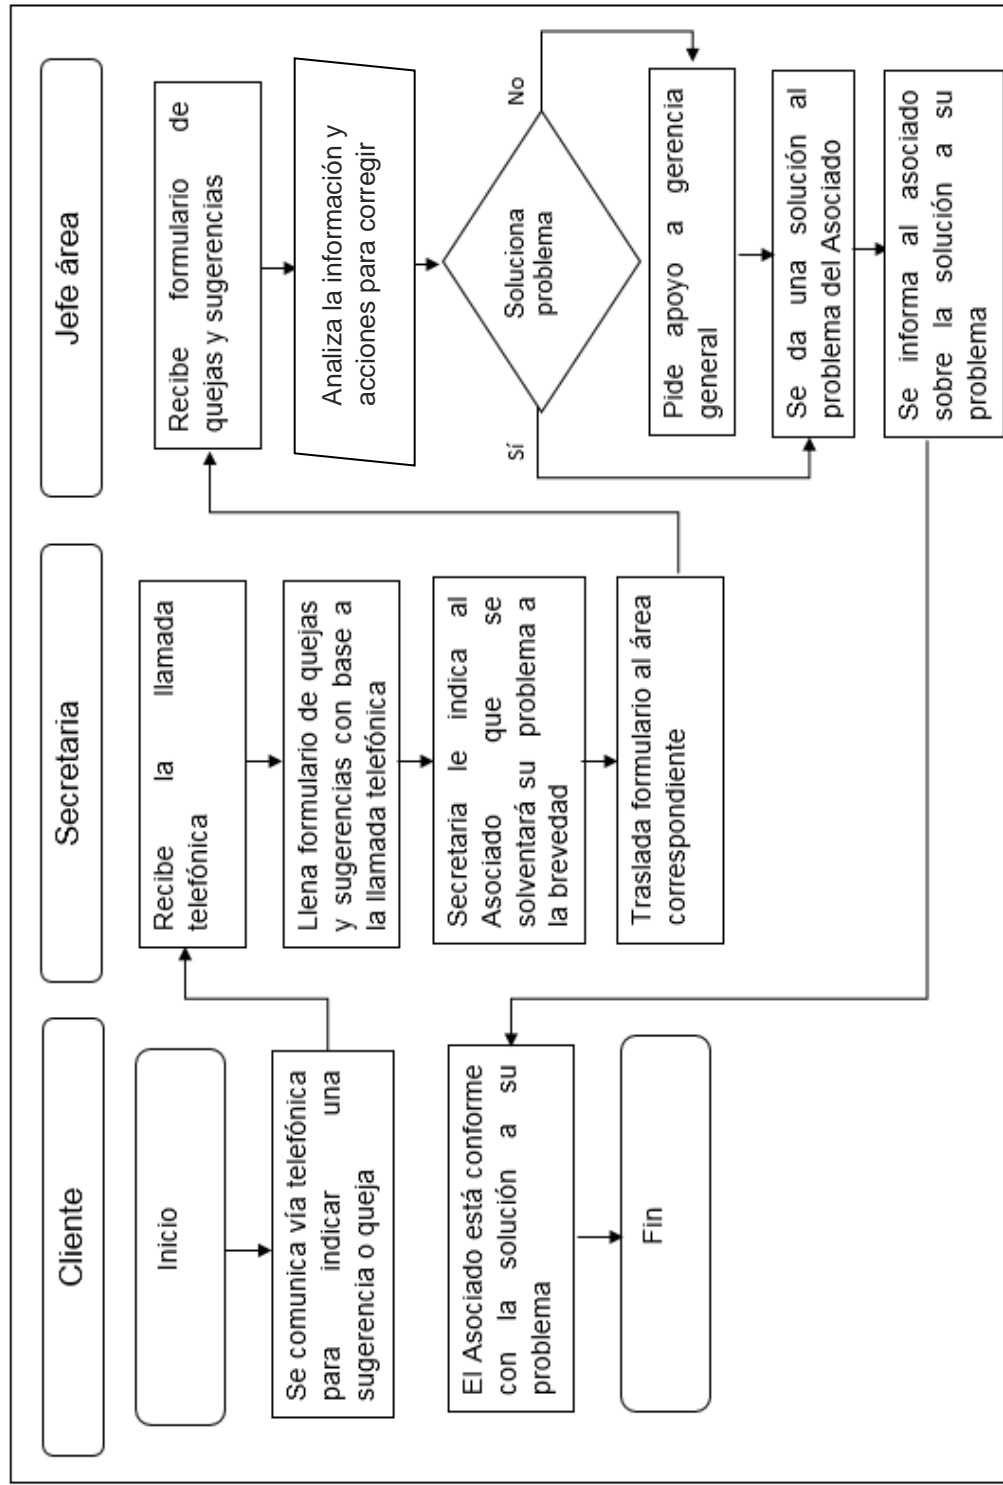 Cliente
Inicio
Se comunica vía telefónica
para indicar una
sugerencia o queja
El Asociado está conforme
con la solución a su
problema
Fin
Secretaria
Recibe la llamada
telefónica
Llena formulario de quejas
y sugerencias con base a
la llamada telefónica
Secretaria le indica al
Asociado que se
solventará su problema a
la brevedad
Traslada formulario al área
correspondiente
Jefe área
Recibe formulario de
quejas y sugerencias
Analiza la información y
acciones para corregir
Soluciona
problema
Sí
No
Pide apoyo a gerencia
general
Se da una solución al
problema del Asociado
Se informa al asociado
sobre la solución a su
problema